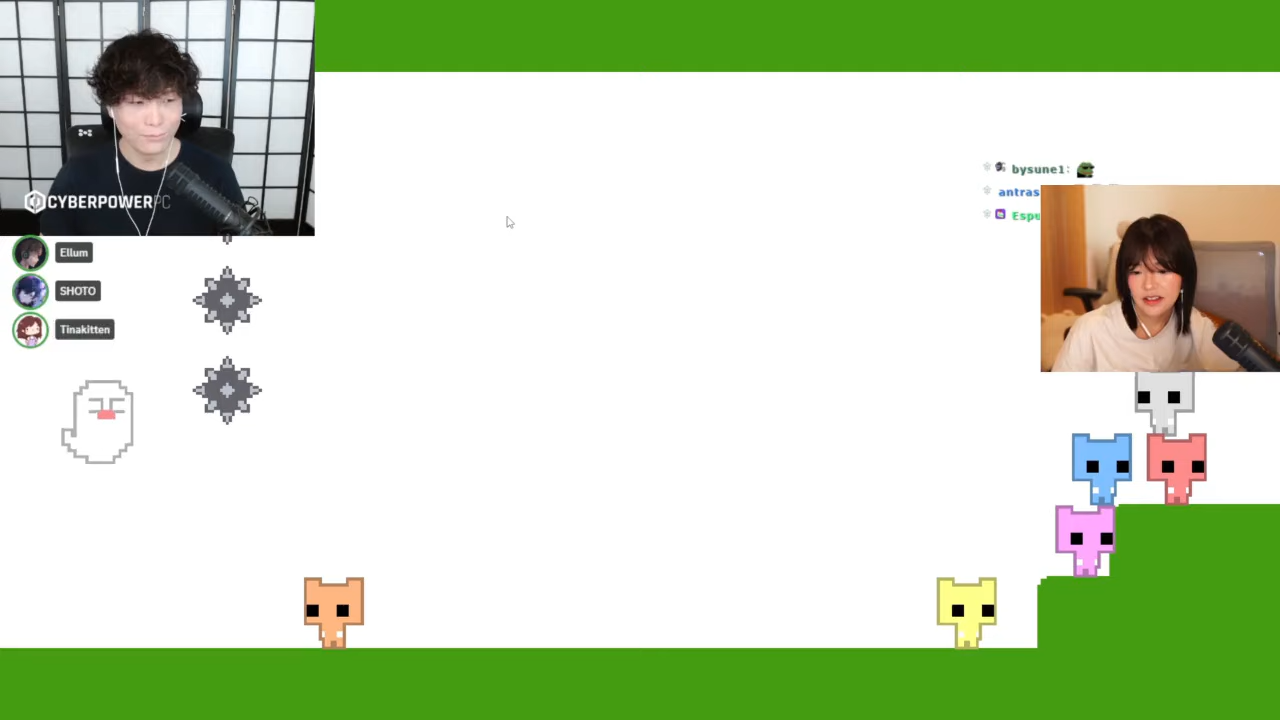 CYBERPOWERPC
Ellum
SHOTO
Tinakitten
bysune1:
antras
Espu